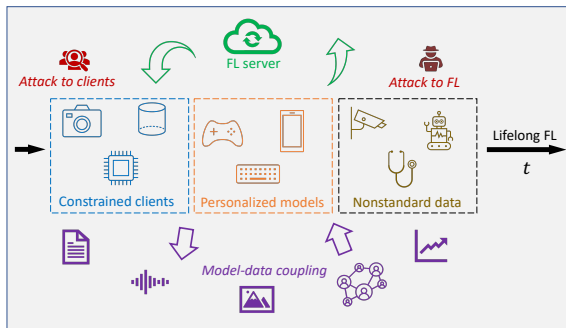 FL server
Attack to clients
Attack to FL
Constrained clients
Personalized models
Nonstandard data
Lifelong FL
t
Model-data coupling